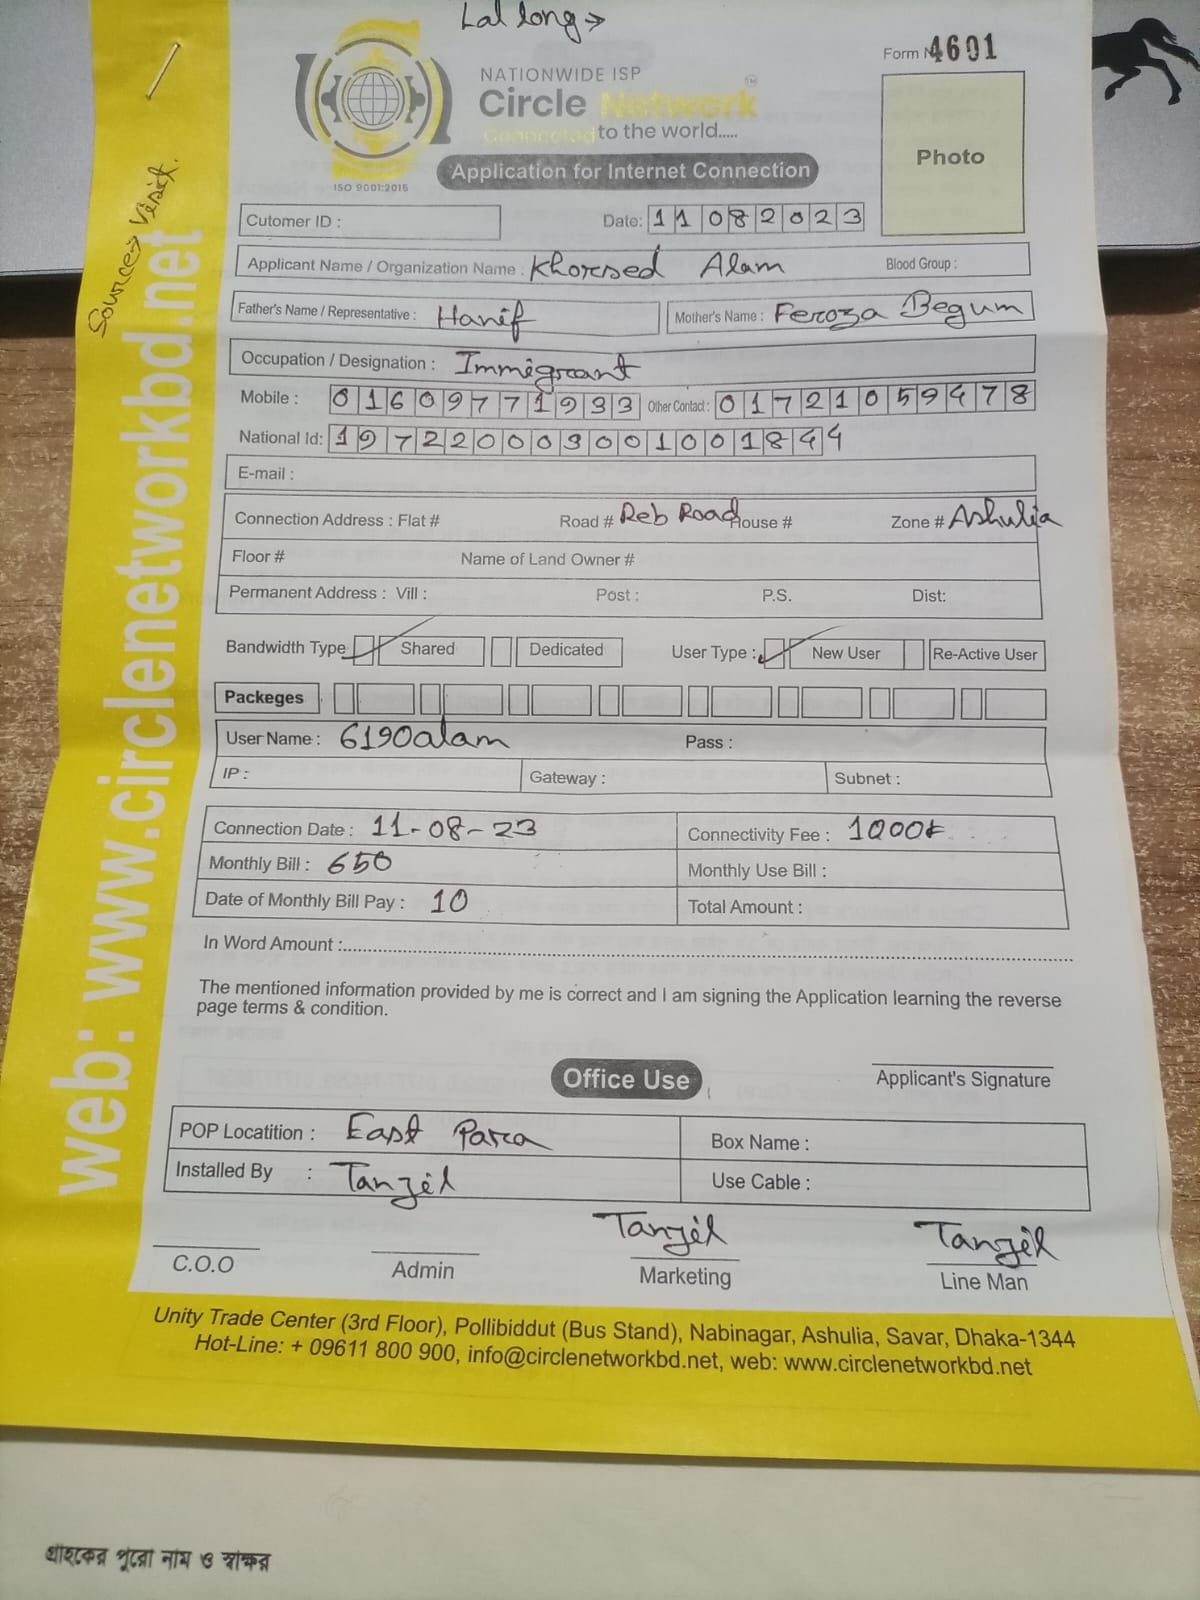 Lal long →
Form No 4601
NATIONWIDE ISP
Circle Network ™
Connected to the world.....
ISO 9001:2015
Application for Internet Connection
Photo
Source → Visit.
web: www.circlenetworkbd.net
Cutomer ID :
Date: 11082023
Applicant Name / Organization Name : Khorsed Alam Blood Group :
Father's Name / Representative : Hanif Mother's Name : Feroza Begum
Occupation / Designation : Immigrant
Mobile : 01609771933 Other Contact : 01721059478
National Id: 197220009001001844
E-mail :
Connection Address : Flat # Road # Reb Road House # Zone # Ashulia
Floor # Name of Land Owner #
Permanent Address : Vill : Post : P.S. Dist:
Bandwidth Type Shared Dedicated User Type : New User Re-Active User
Packeges
User Name : 6190alam Pass :
IP : Gateway : Subnet :
Connection Date : 11-08-23 Connectivity Fee : 1000৳
Monthly Bill : 650 Monthly Use Bill :
Date of Monthly Bill Pay : 10 Total Amount :
In Word Amount :
The mentioned information provided by me is correct and I am signing the Application learning the reverse
page terms & condition.
Office Use
Applicant's Signature
POP Locatition : East Para Box Name :
Installed By : Tanzil Use Cable :
Tanzil Tanzil
C.O.O Admin Marketing Line Man
Unity Trade Center (3rd Floor), Pollibiddut (Bus Stand), Nabinagar, Ashulia, Savar, Dhaka-1344
Hot-Line: + 09611 800 900, info@circlenetworkbd.net, web: www.circlenetworkbd.net
গ্রাহকের পুরো নাম ও স্বাক্ষর